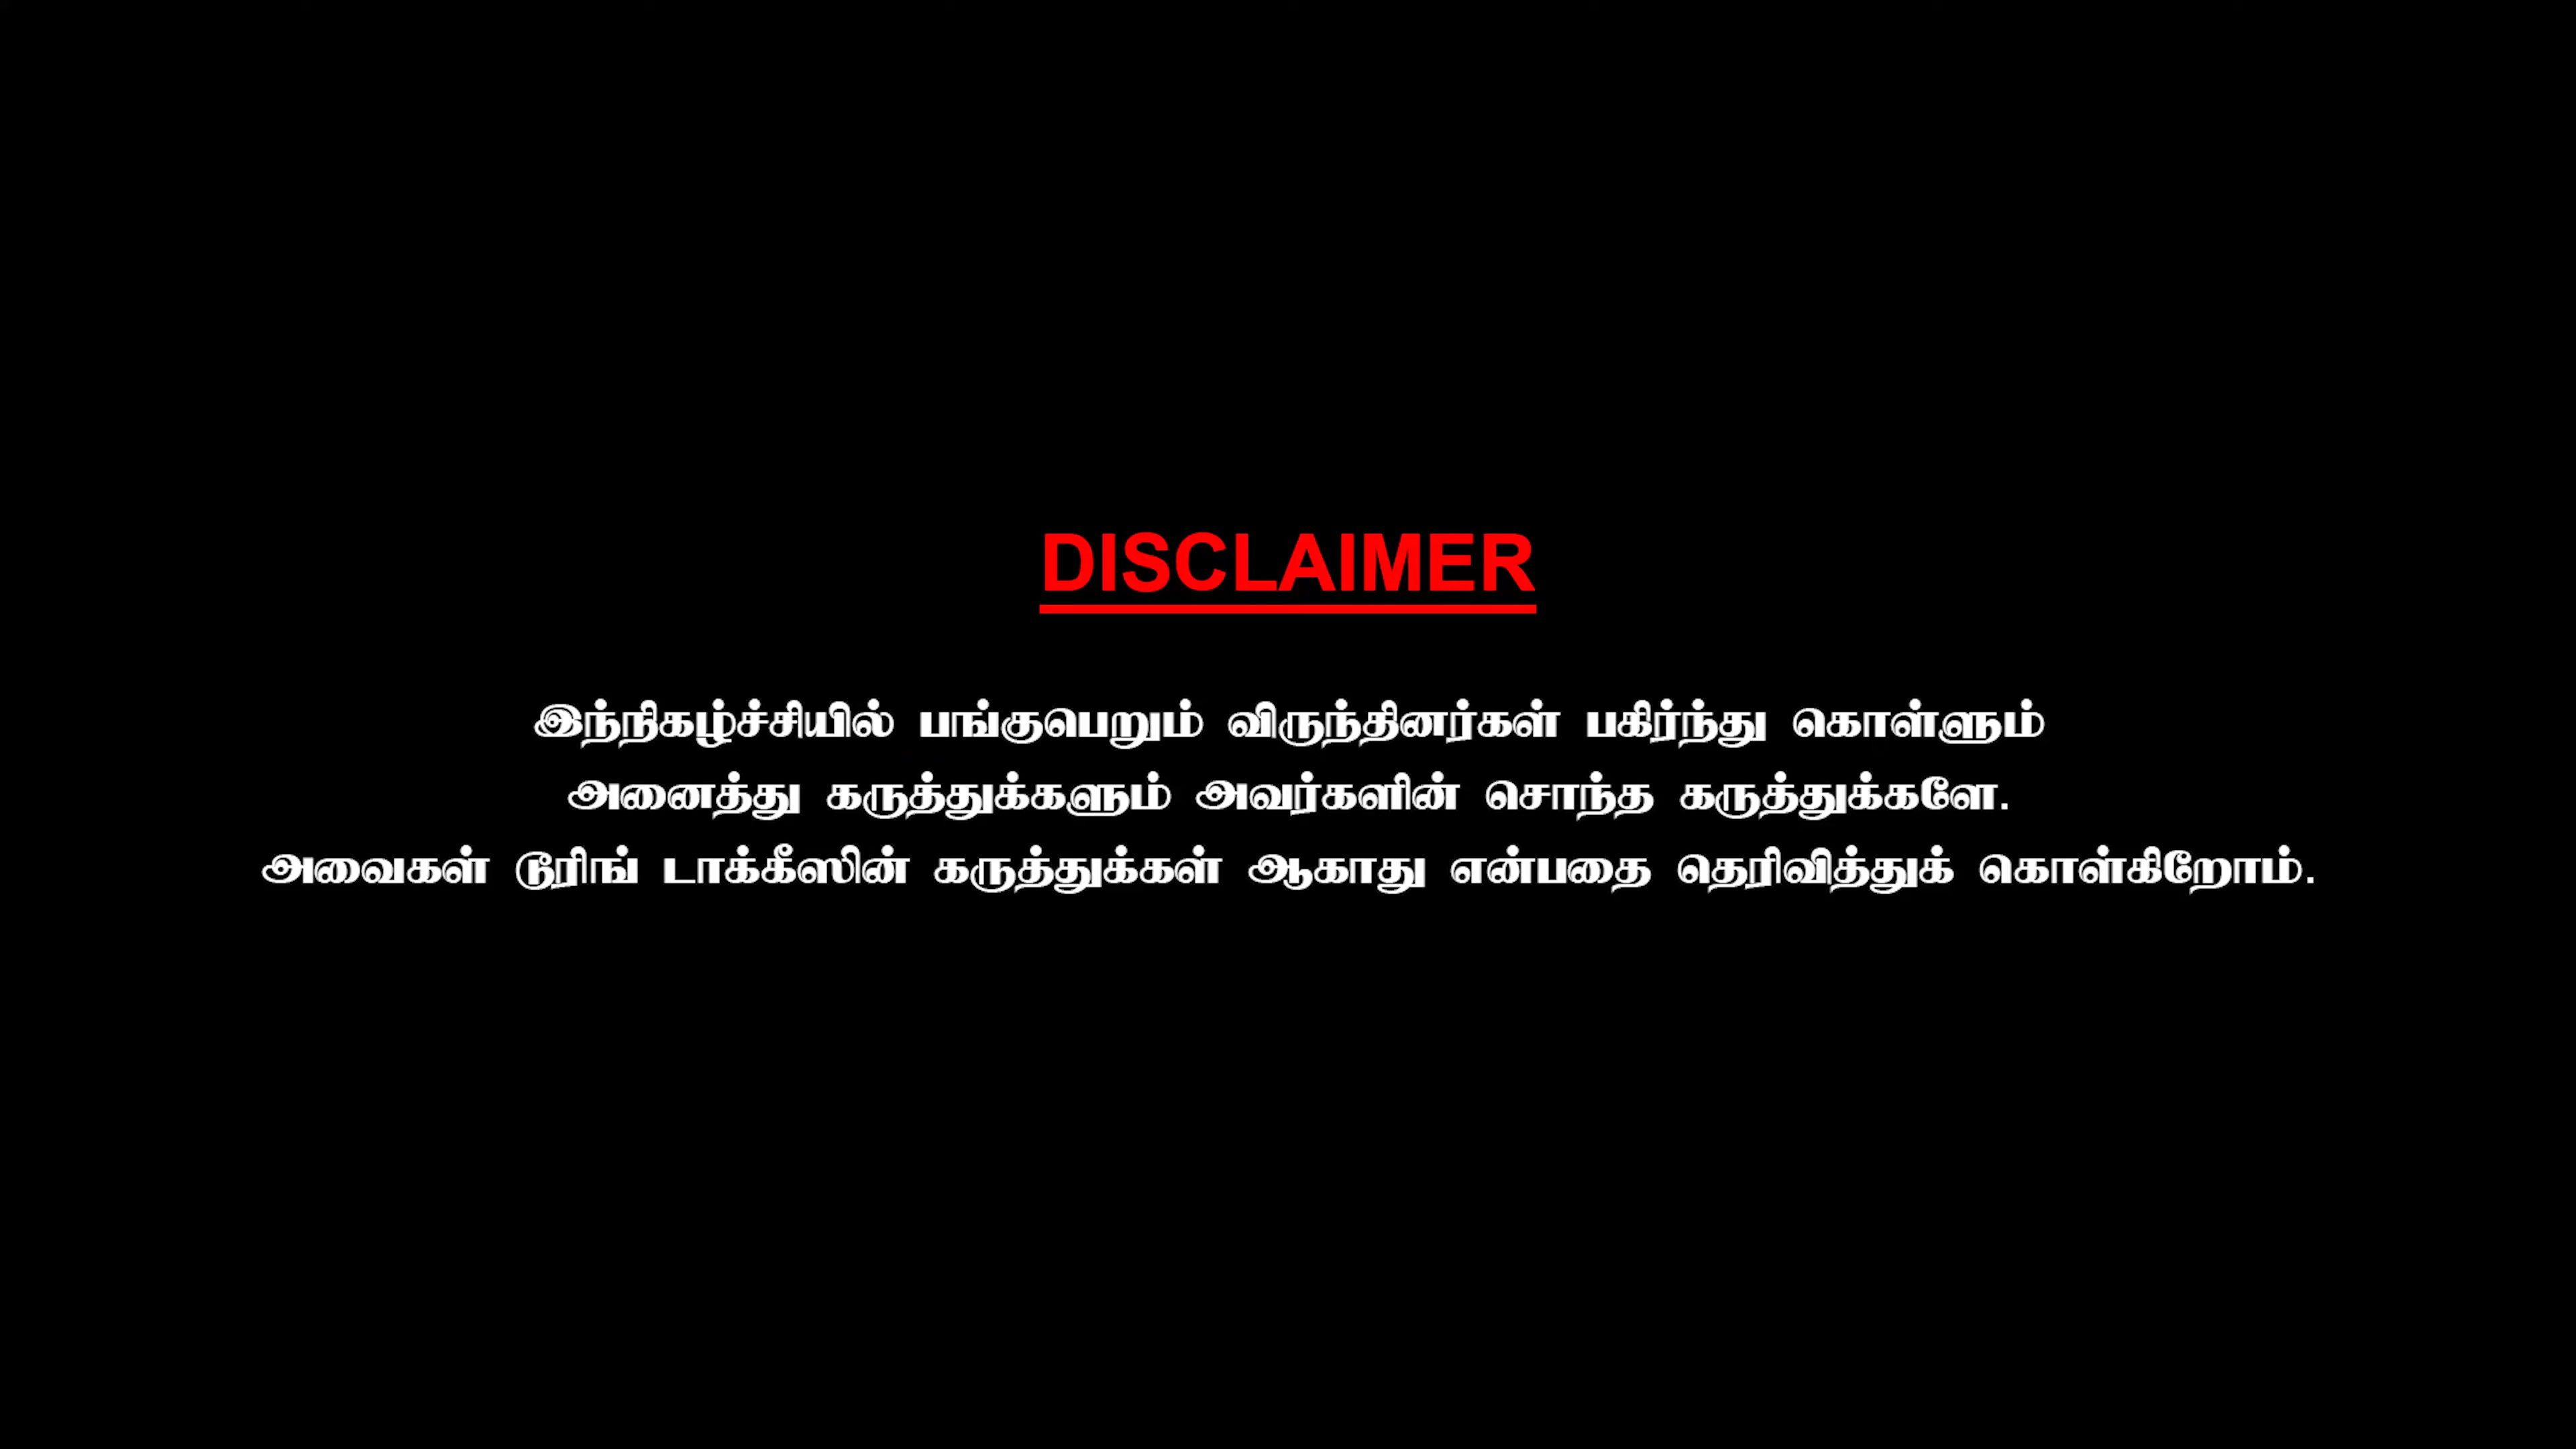 DISCLAIMER
இந்நிகழ்ச்சியில் பங்குபெறும் விருந்தினர்கள் பகிர்ந்து கொள்ளும்
அனைத்து கருத்துக்களும் அவர்களின் சொந்த கருத்துக்களே.
அவைகள் டூரிங் டாக்கீஸின் கருத்துக்கள் ஆகாது என்பதை தெரிவித்துக் கொள்கிறோம்.